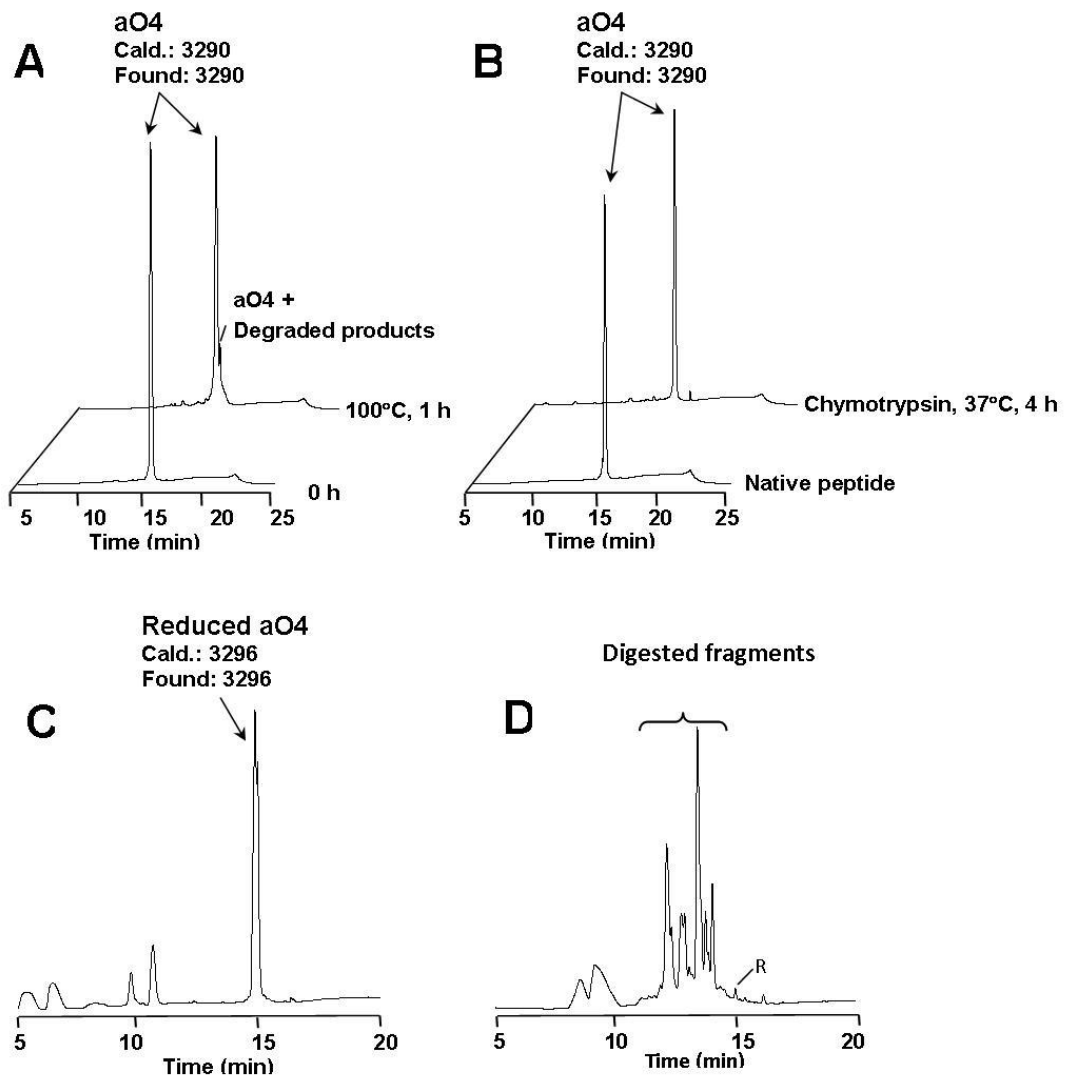 A
aO4
Cald.: 3290
Found: 3290
aO4 +
Degraded products
100°C, 1 h
0 h
5 10 15 20 25
Time (min)
B
aO4
Cald.: 3290
Found: 3290
Chymotrypsin, 37°C, 4 h
Native peptide
5 10 15 20 25
Time (min)
C
Reduced aO4
Cald.: 3296
Found: 3296
5 10 15 20
Time (min)
D
Digested fragments
R
5 10 15 20
Time (min)